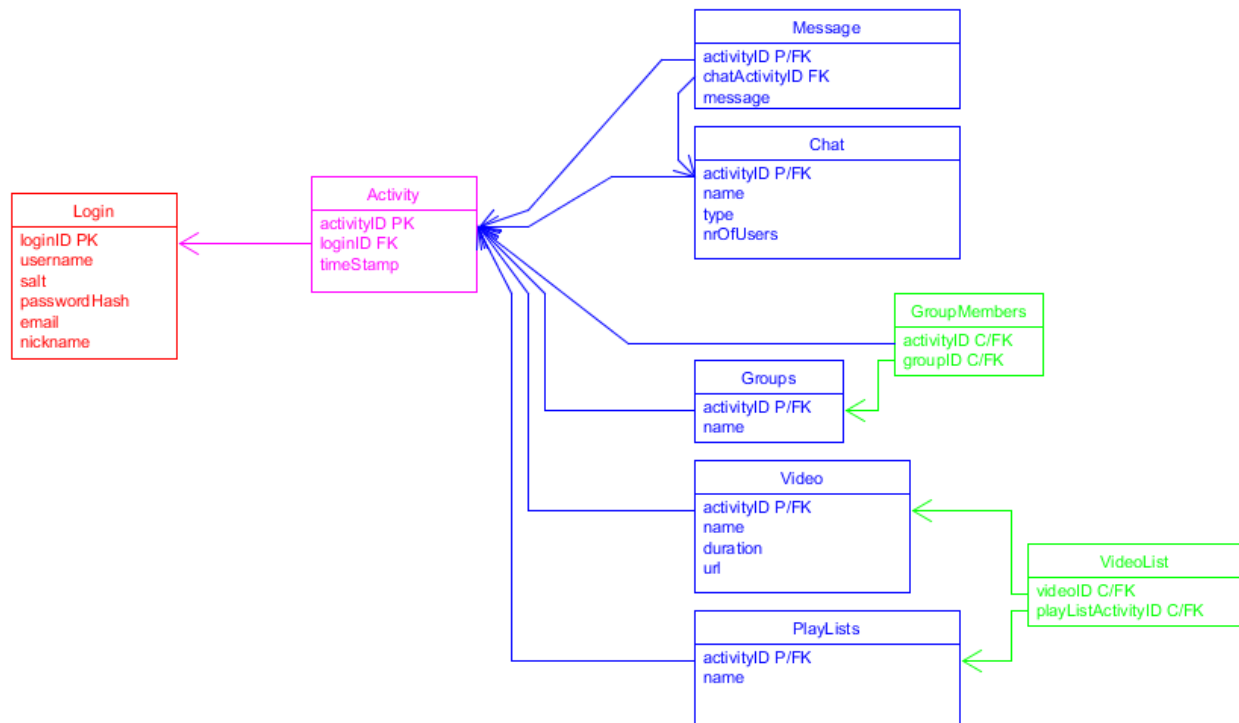 Message
activityID P/FK
chatActivityID FK
message
Chat
activityID P/FK
name
type
nrOfUsers
Activity
activityID PK
loginID FK
timeStamp
Login
loginID PK
username
salt
passwordHash
email
nickname
GroupMembers
activityID C/FK
groupID C/FK
Groups
activityID P/FK
name
Video
activityID P/FK
name
duration
url
VideoList
videoID C/FK
playListActivityID C/FK
PlayLists
activityID P/FK
name